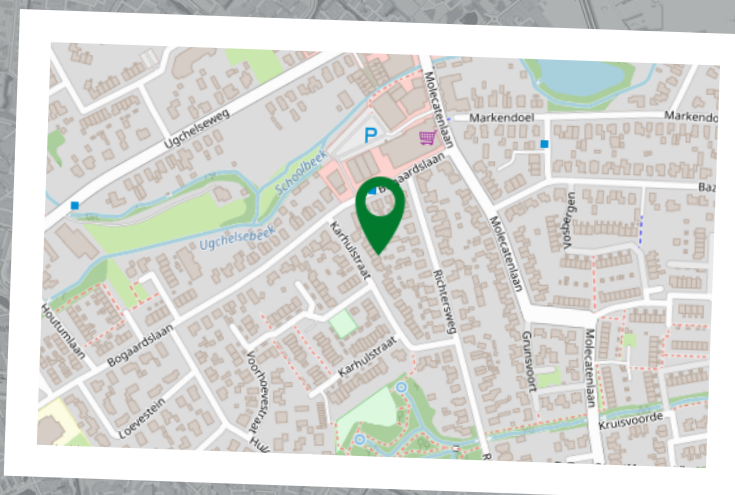 Ugchelseweg
Molecatenlaan
P
Markendoel
Markendo
Schoolbeek
Bogaardslaan
Baz
Vosbergen
Ugchelsebeek
Karhulstraat
Molecatenlaan
Richtersweg
Houtumlaan
Bogaardslaan
Voorhoevestraat
Karhulstraat
Grunsvoort
Molecatenlaan
Loevestein
Kruisvoorde